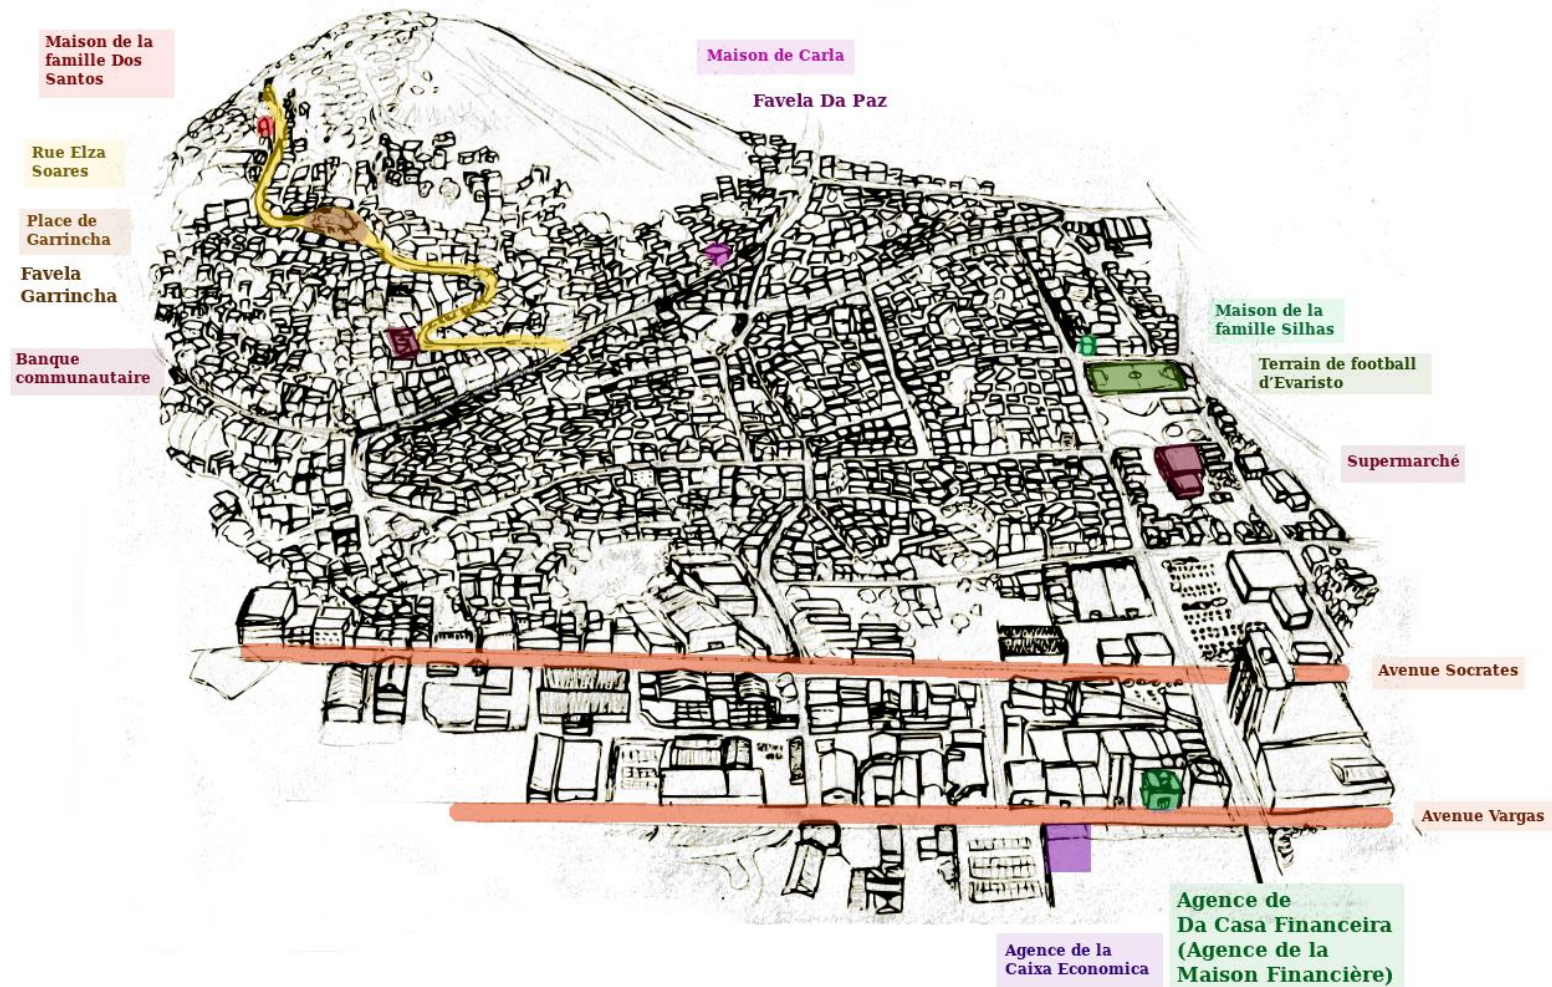 Maison de la
famille Dos
Santos
Maison de Carla
Favela Da Paz
Rue Elza
Soares
Place de
Garrincha
Favela
Garrincha
Banque
communautaire
Maison de la
famille Silhas
Terrain de football
d'Evaristo
Supermarché
Avenue Socrates
Avenue Vargas
Agence de la
Caixa Economica
Agence de
Da Casa Financeira
(Agence de la
Maison Financière)